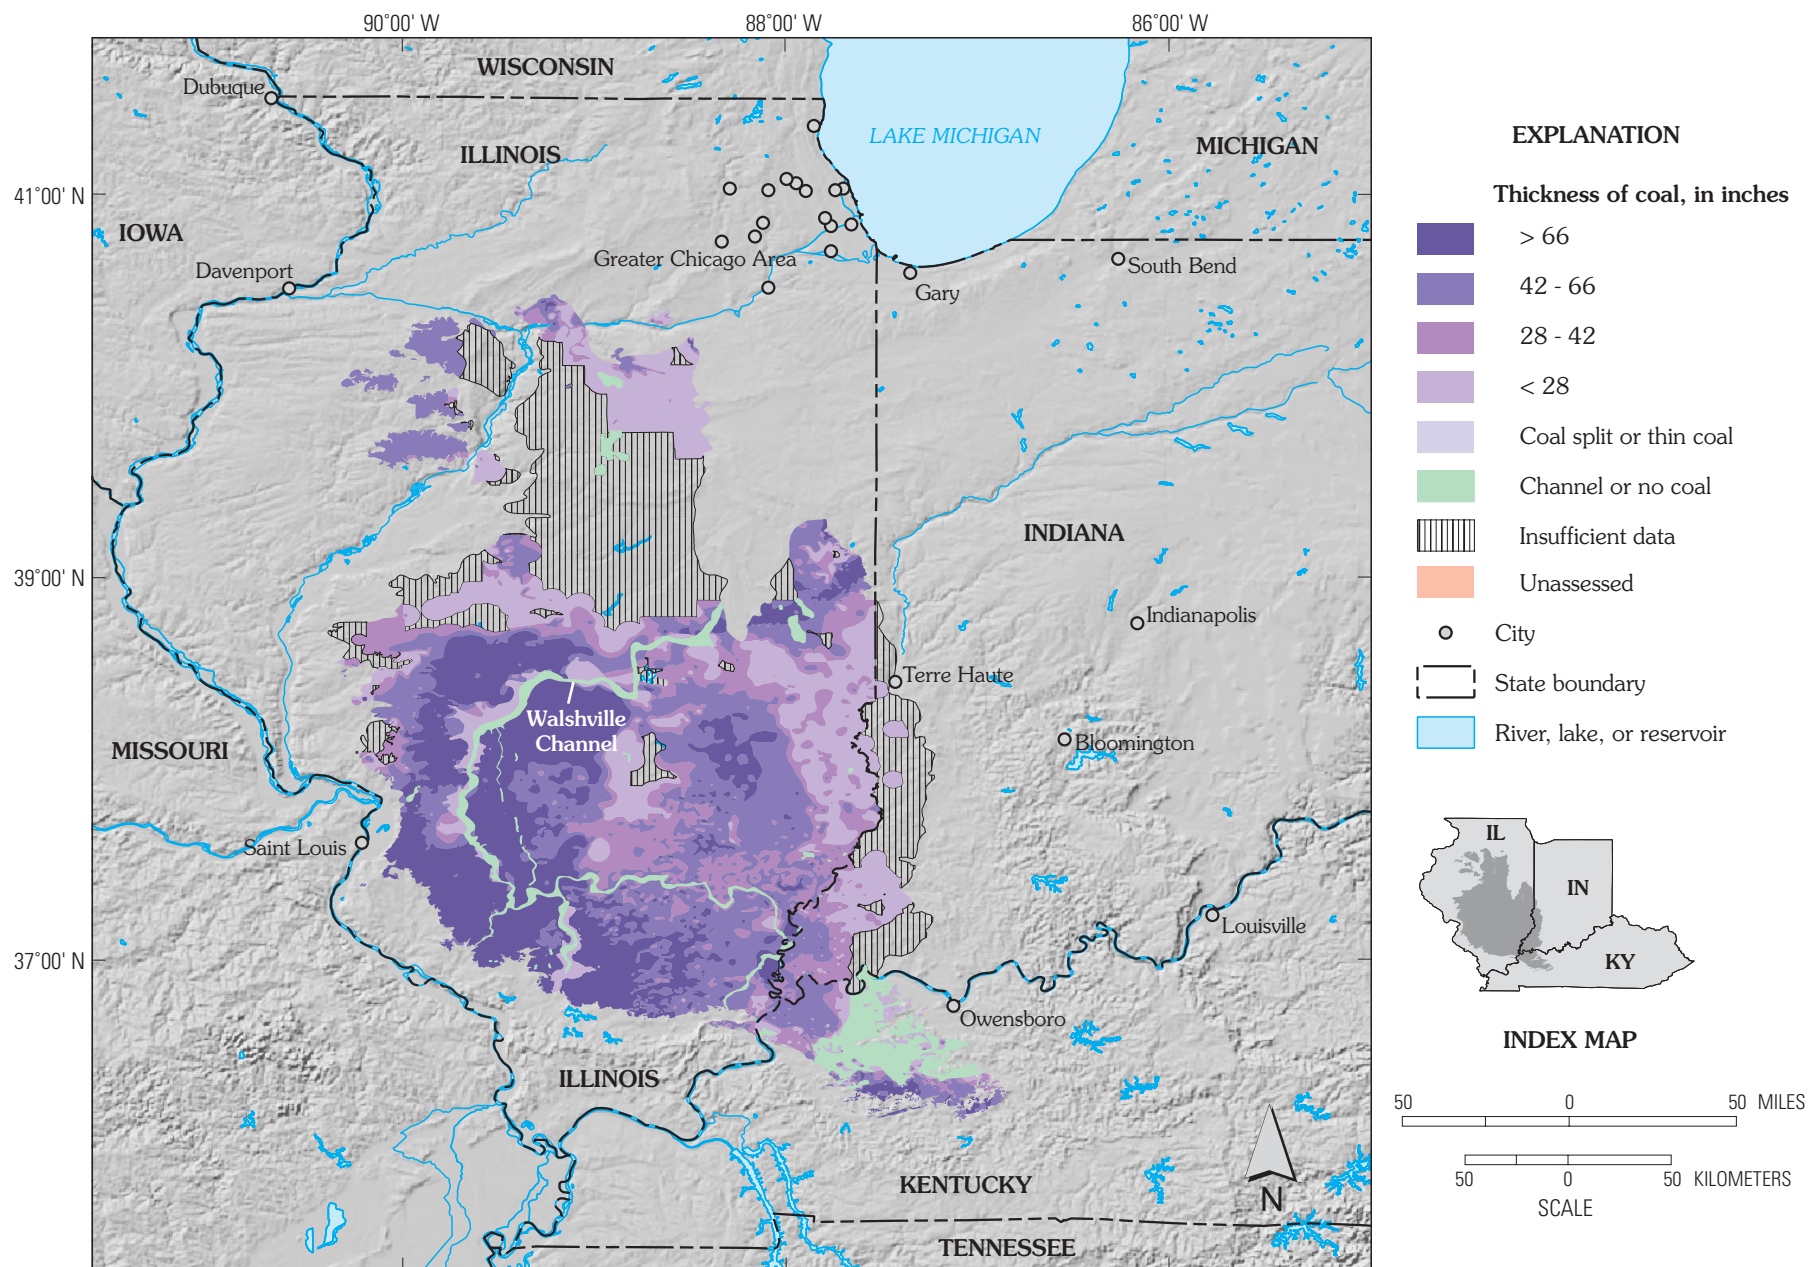 90°00' W
88°00' W
86°00' W
WISCONSIN
Dubuque
LAKE MICHIGAN
ILLINOIS
MICHIGAN
41°00' N
IOWA
Greater Chicago Area
Davenport
South Bend
Gary
INDIANA
39°00' N
Indianapolis
Terre Haute
Walshville
Channel
MISSOURI
Bloomington
Saint Louis
Louisville
37°00' N
Owensboro
ILLINOIS
KENTUCKY
TENNESSEE
N
EXPLANATION
Thickness of coal, in inches
> 66
42 - 66
28 - 42
< 28
Coal split or thin coal
Channel or no coal
Insufficient data
Unassessed
City
State boundary
River, lake, or reservoir
IL
IN
KY
INDEX MAP
50 0 50 MILES
50 0 50 KILOMETERS
SCALE